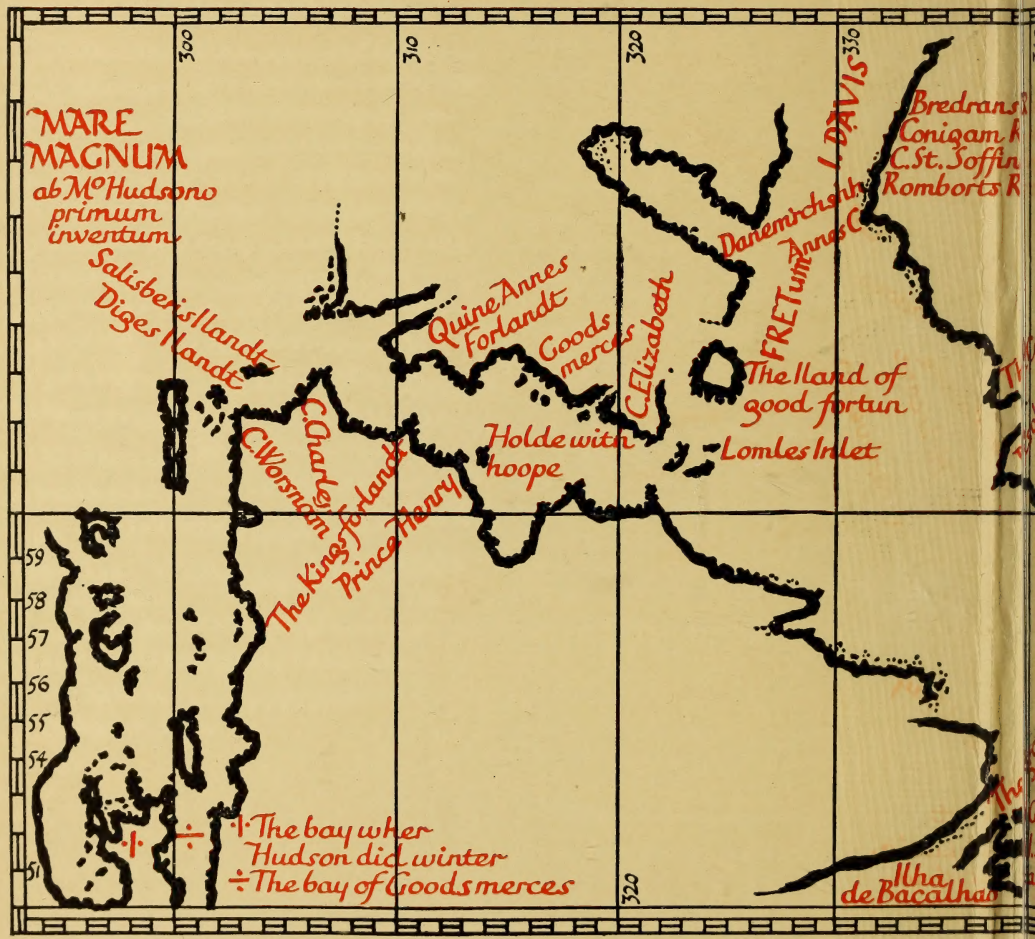 300
310
320
330
MARE
MAGNUM
ab Mº Hudsono
primum
inventum
Salisberis Ilandt
Diges Ilandt
Quine Annes
Forlandt
Goods
merces
C. Elizabeth
I. DAVIS
FRETum
Annes C
Bredrans
Conigam
C. St. Joffin
Romborts R
The Iland of
good fortun
Lomles Inlet
Holde with
hoope
C. Charles
C. Worsnam
The Kings forlandt
Prince Henry
59
58
57
56
55
54
51
The bay wher
Hudson did winter
÷ The bay of Goods merces
320
Ilha
de Bacalhao